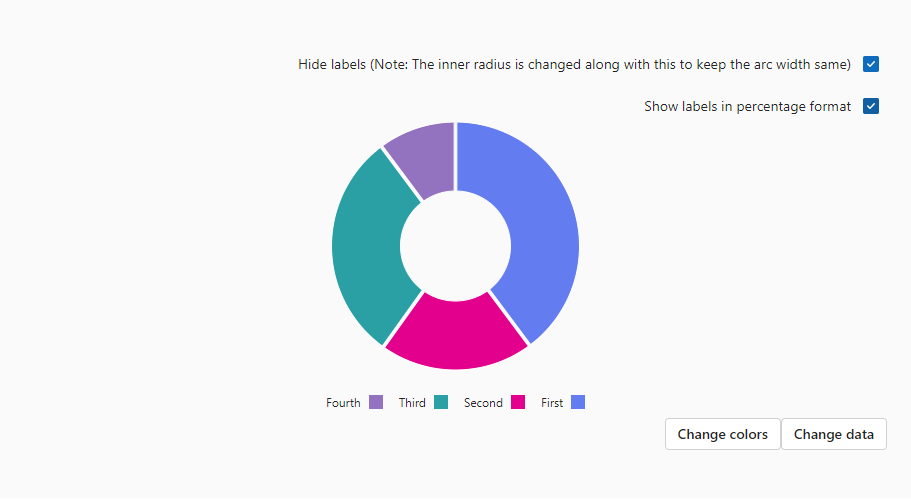 Hide labels (Note: The inner radius is changed along with this to keep the arc width same)
Show labels in percentage format
Fourth Third Second First
Change colors Change data